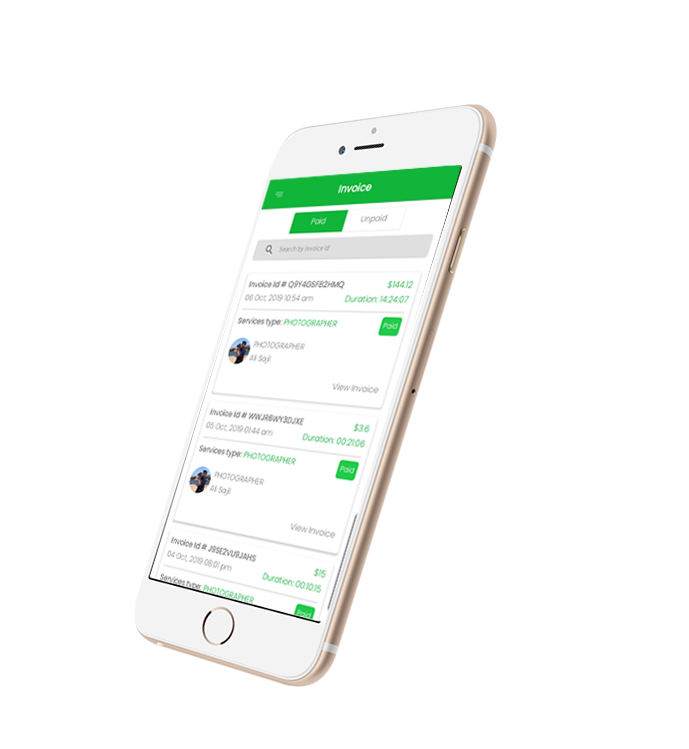 Invoice
Paid Unpaid
Search by Invoice Id
Invoice Id # Q9Y4G5F82HMQ $144.12
06 Oct, 2019 10:54 am Duration: 14:24:07
Services type: PHOTOGRAPHER Paid
PHOTOGRAPHER
Ali Sajil
View Invoice
Invoice Id # WWJR6WY3DJXE $3.6
05 Oct, 2019 01:44 am Duration: 00:21:06
Services type: PHOTOGRAPHER Paid
PHOTOGRAPHER
Ali Sajil
View Invoice
Invoice Id # J9SE2VU9JAHS $15
04 Oct, 2019 08:01 pm Duration: 00:10:15
Services type: PHOTOGRAPHER Paid